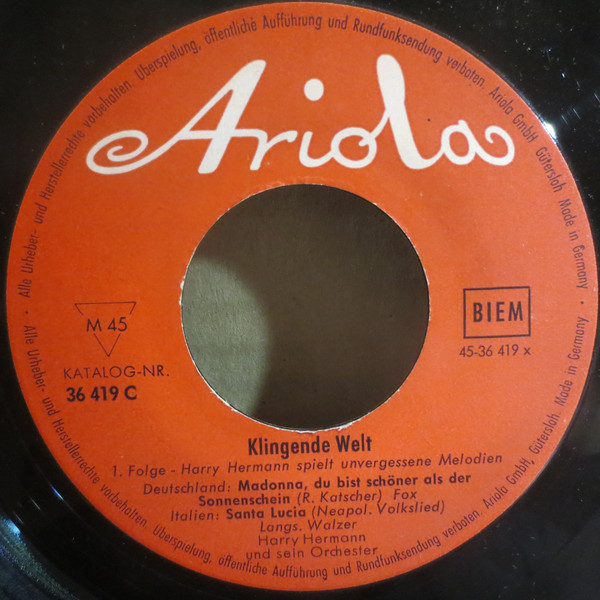 Alle Urheber- und Herstellerrechte vorbehalten. Überspielung, öffentliche Aufführung und Rundfunksendung verboten. Ariola GmbH, Gütersloh Made in Germany
Ariola
M 45
BIEM
45-36 419 x
KATALOG-NR.
36 419 C
Klingende Welt
1. Folge - Harry Hermann spielt unvergessene Melodien
Deutschland: Madonna, du bist schöner als der
Sonnenschein (R. Katscher) Fox
Italien: Santa Lucia (Neapol. Volkslied)
Langs. Walzer
Harry Hermann
und sein Orchester
Alle Urheber- und Herstellerrechte vorbehalten. Überspielung, öffentliche Aufführung und Rundfunksendung verboten. Ariola GmbH, Gütersloh Made in Germany